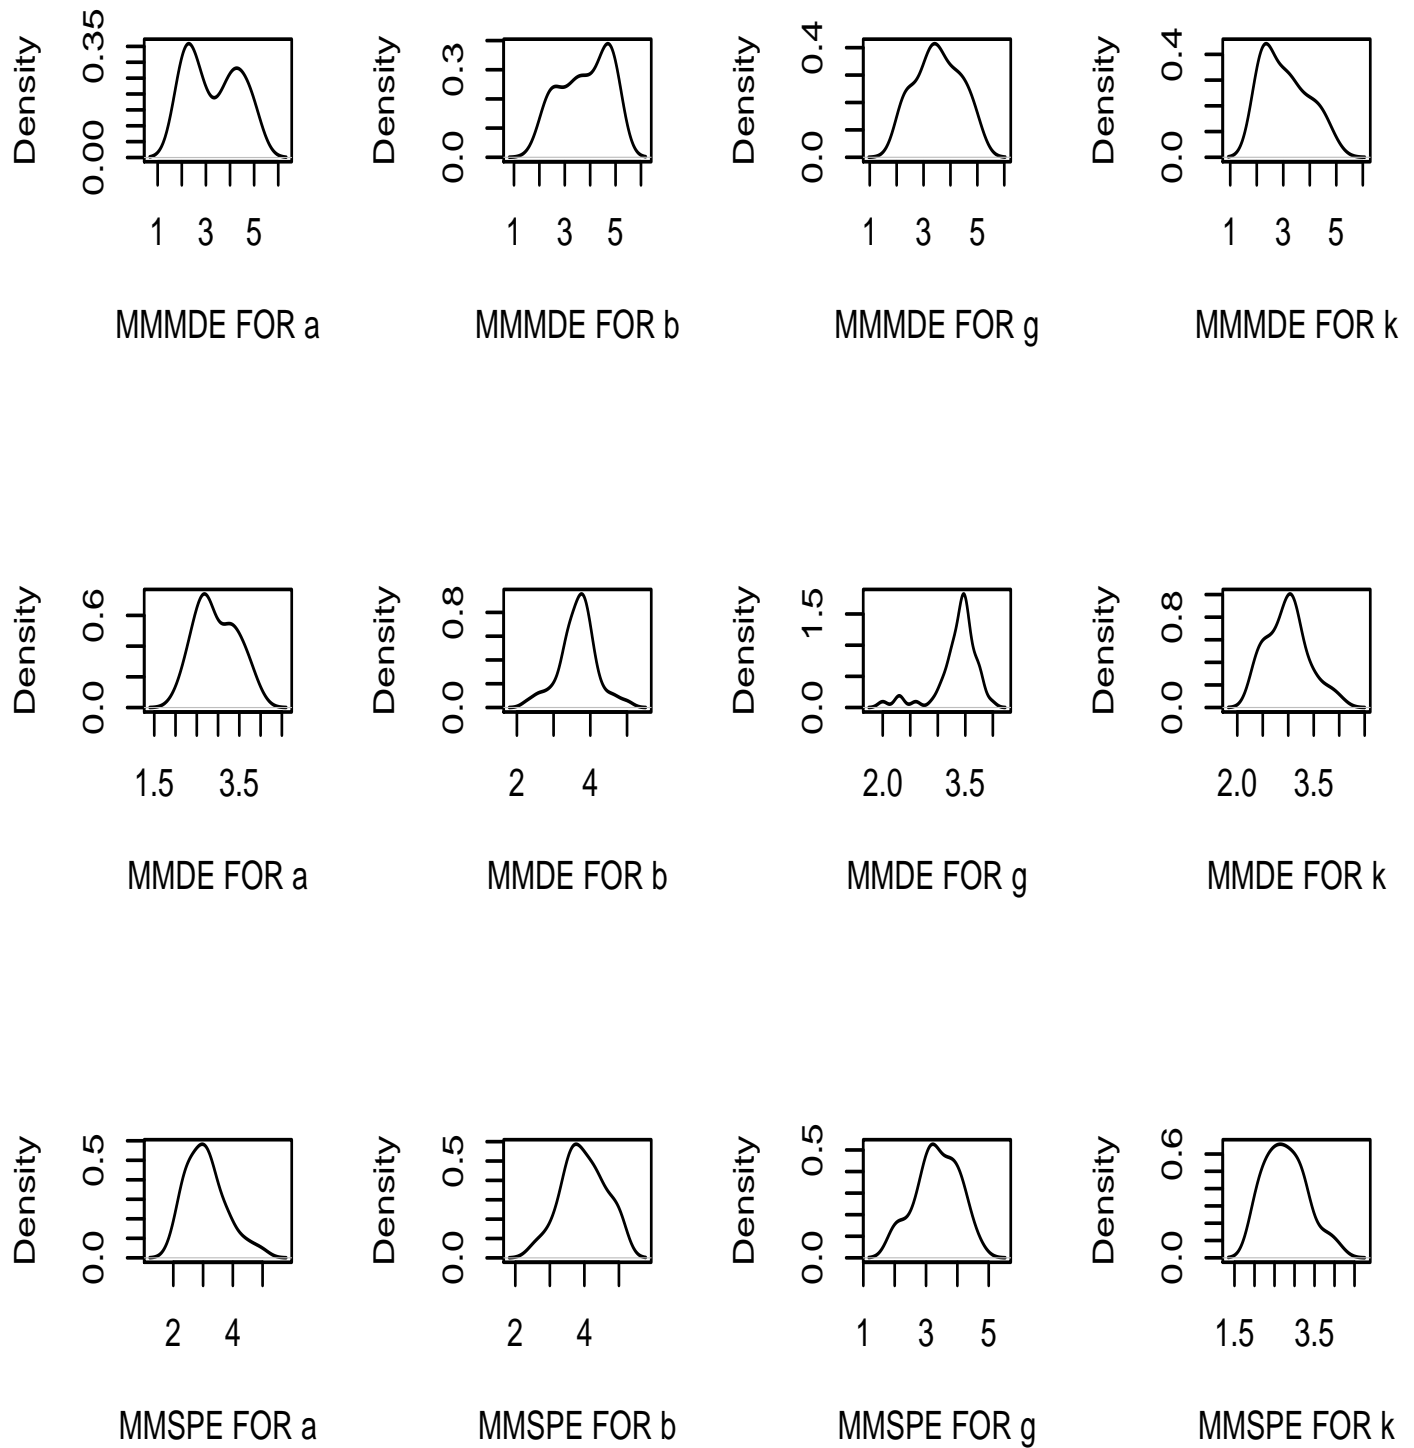 Density 0.00 0.35 1 3 5 MMMDE FOR a
Density 0.0 0.3 1 3 5 MMMDE FOR b
Density 0.0 0.4 1 3 5 MMMDE FOR g
Density 0.0 0.4 1 3 5 MMMDE FOR k
Density 0.0 0.6 1.5 3.5 MMDE FOR a
Density 0.0 0.8 2 4 MMDE FOR b
Density 0.0 1.5 2.0 3.5 MMDE FOR g
Density 0.0 0.8 2.0 3.5 MMDE FOR k
Density 0.0 0.5 2 4 MMSPE FOR a
Density 0.0 0.5 2 4 MMSPE FOR b
Density 0.0 0.5 1 3 5 MMSPE FOR g
Density 0.0 0.6 1.5 3.5 MMSPE FOR k